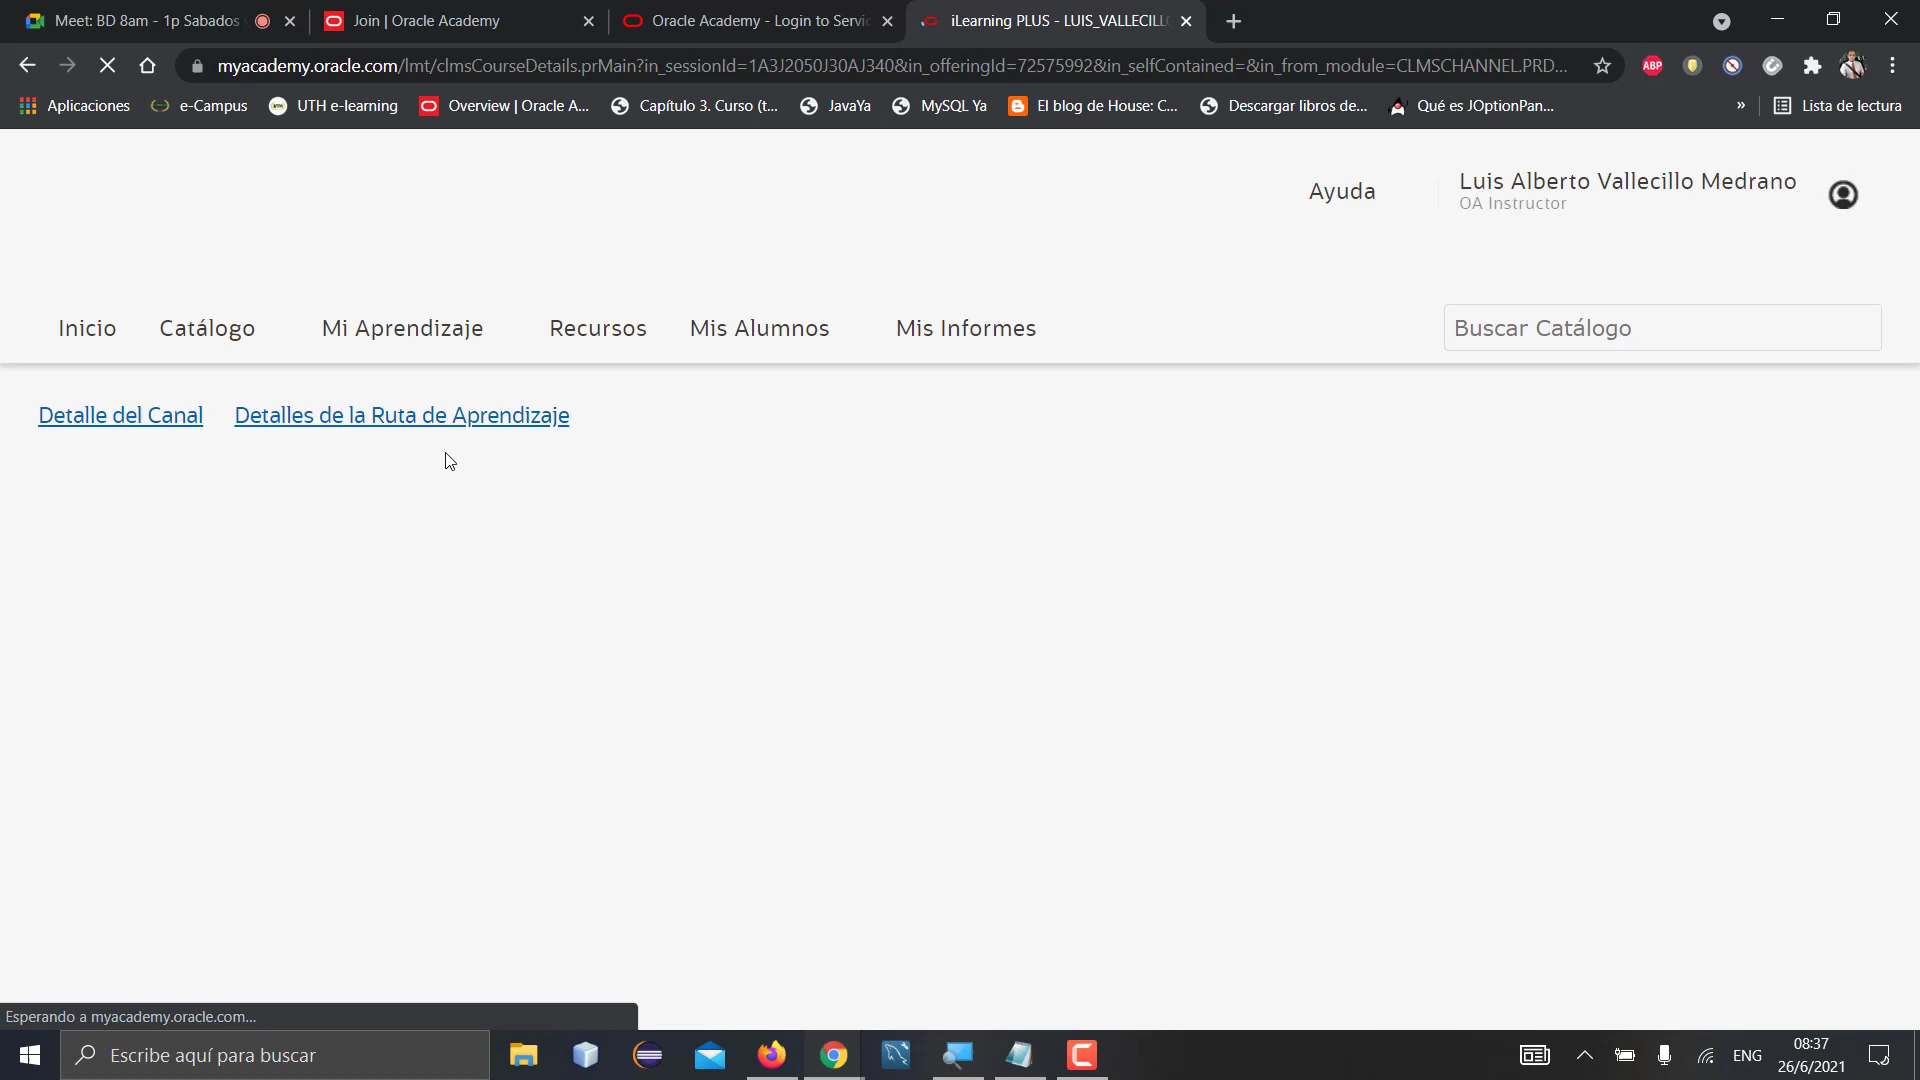 Meet: BD 8am - 1p Sabados
Join | Oracle Academy
Oracle Academy - Login to Servic
iLearning PLUS - LUIS_VALLECILLO
myacademy.oracle.com/lmt/clmsCourseDetails.prMain?in_sessionId=1A3J2050J30AJ340&in_offeringId=72575992&in_selfContained=&in_from_module=CLMSCHANNEL.PRD...
ABP
Aplicaciones
e-Campus
UTH e-learning
Overview | Oracle A...
Capítulo 3. Curso (t...
JavaYa
MySQL Ya
El blog de House: C...
Descargar libros de...
Qué es JOptionPan...
»
Lista de lectura
Ayuda
Luis Alberto Vallecillo Medrano
OA Instructor
Inicio
Catálogo
Mi Aprendizaje
Recursos
Mis Alumnos
Mis Informes
Buscar Catálogo
Detalle del Canal
Detalles de la Ruta de Aprendizaje
Esperando a myacademy.oracle.com...
Escribe aquí para buscar
ENG
08:37
26/6/2021